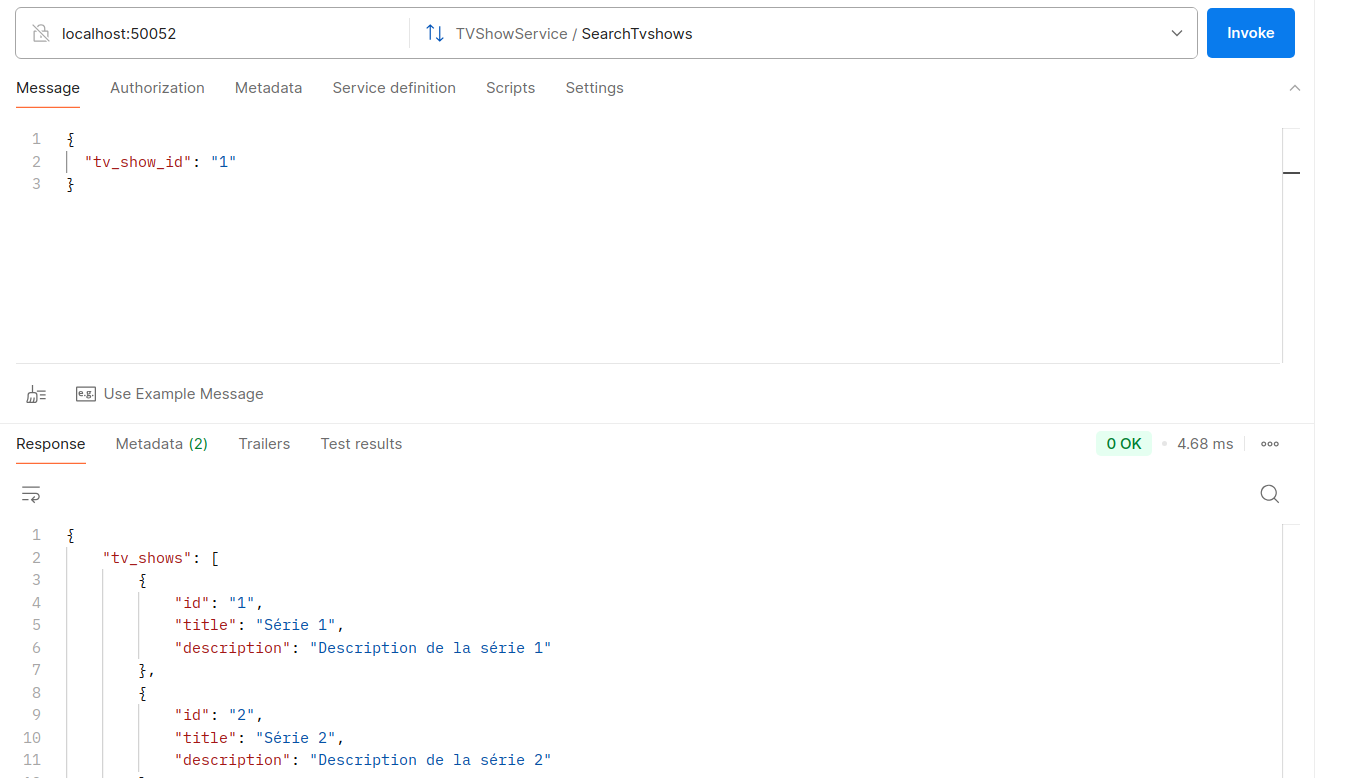 localhost:50052 TVShowService / SearchTvshows Invoke
Message Authorization Metadata Service definition Scripts Settings
1 {
2 "tv_show_id": "1"
3 }
e.g. Use Example Message
Response Metadata (2) Trailers Test results 0 OK 4.68 ms
1 {
2 "tv_shows": [
3 {
4 "id": "1",
5 "title": "Série 1",
6 "description": "Description de la série 1"
7 },
8 {
9 "id": "2",
10 "title": "Série 2",
11 "description": "Description de la série 2"